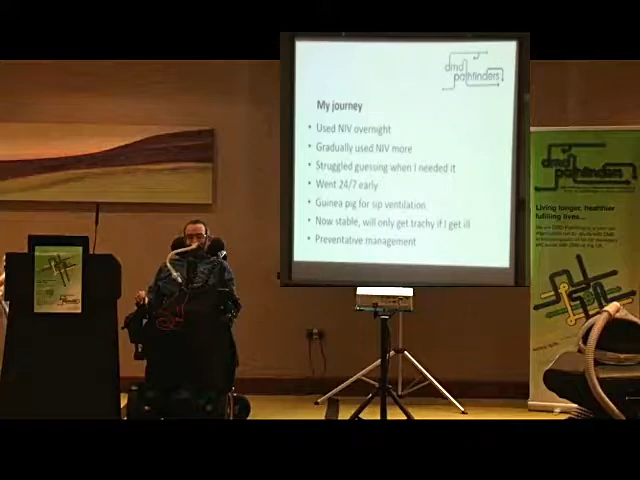 dmd
pathfinders
My journey
• Used NIV overnight
• Gradually used NIV more
• Struggled guessing when I needed it
• Went 24/7 early
• Guinea pig for sip ventilation
• Now stable, will only get trachy if I get ill
• Preventative management
dmd
pathfinders
Living longer, healthier
fulfilling lives...